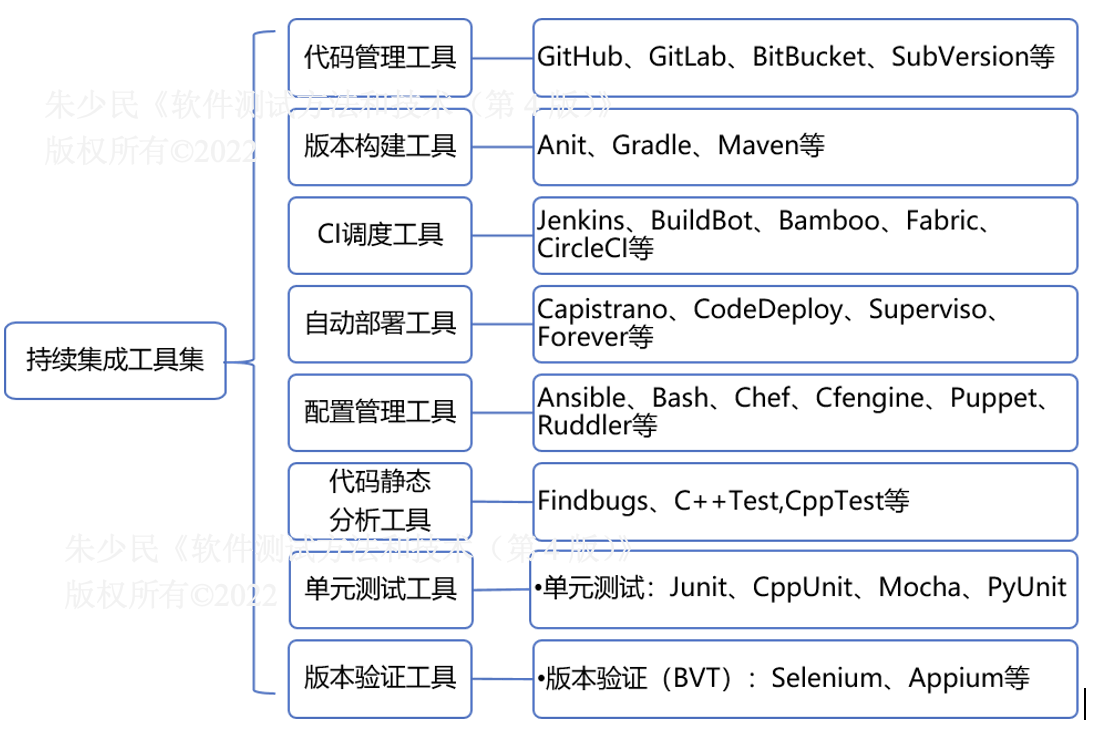 代码管理工具
GitHub、GitLab、BitBucket、SubVersion等
朱少民《软件测试方法和技术（第4版）》
版权所有©2022
版本构建工具
Anit、Gradle、Maven等
CI调度工具
Jenkins、BuildBot、Bamboo、Fabric、
CircleCI等
自动部署工具
Capistrano、CodeDeploy、Superviso、
Forever等
持续集成工具集
配置管理工具
Ansible、Bash、Chef、Cfengine、Puppet、
Ruddler等
代码静态
分析工具
Findbugs、C++Test,CppTest等
朱少民《软件测试方法和技术（第4版）》
版权所有©2022
单元测试工具
•单元测试：Junit、CppUnit、Mocha、PyUnit
版本验证工具
•版本验证（BVT）：Selenium、Appium等